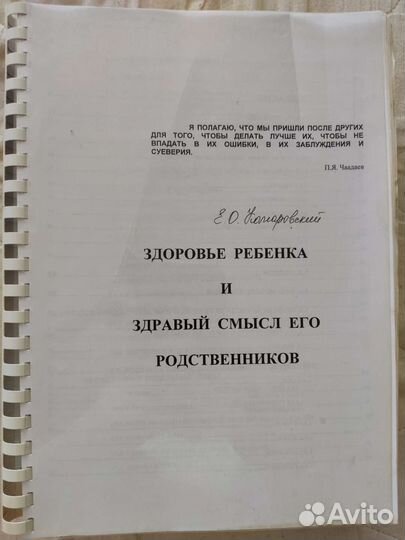 Я ПОЛАГАЮ, ЧТО МЫ ПРИШЛИ ПОСЛЕ ДРУГИХ
ДЛЯ ТОГО, ЧТОБЫ ДЕЛАТЬ ЛУЧШЕ ИХ, ЧТОБЫ НЕ
ВПАДАТЬ В ИХ ОШИБКИ, В ИХ ЗАБЛУЖДЕНИЯ И
СУЕВЕРИЯ.
П.Я. Чаадаев
Е.О. Комаровский
ЗДОРОВЬЕ РЕБЕНКА
И
ЗДРАВЫЙ СМЫСЛ ЕГО
РОДСТВЕННИКОВ
Avito